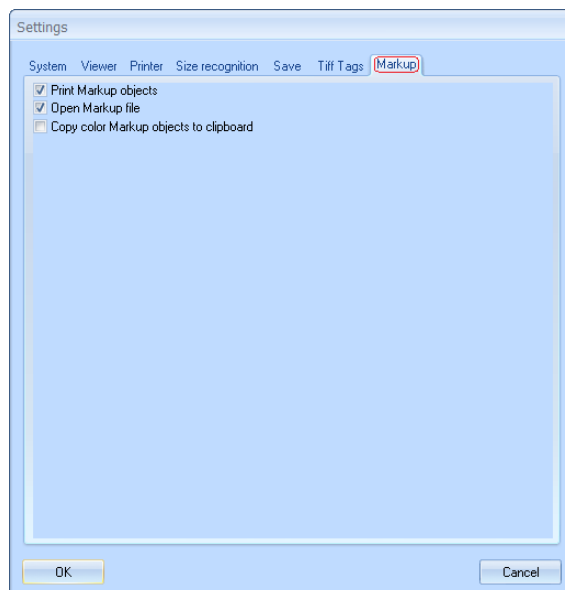 Settings
System Viewer Printer Size recognition Save Tiff Tags Markup
Print Markup objects
Open Markup file
Copy color Markup objects to clipboard
OK Cancel